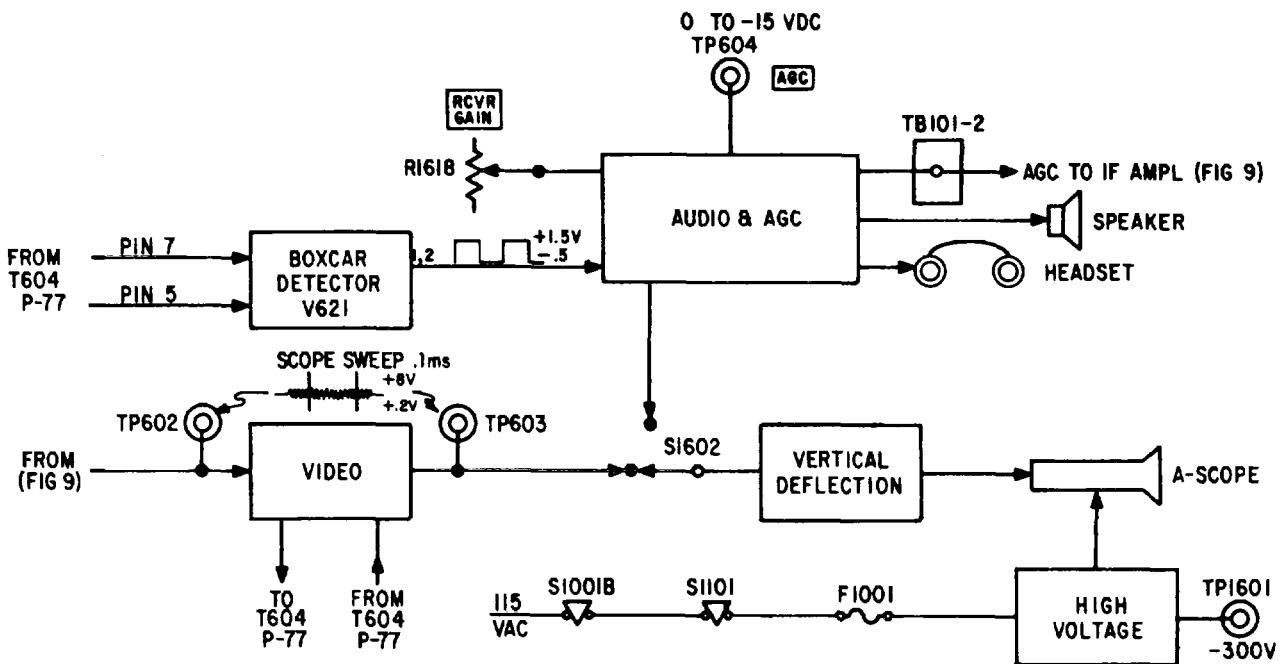 0 TO -15 VDC
TP604
AGC
RCVR
GAIN
R1618
TB101-2
AUDIO & AGC
AGC TO IF AMPL (FIG 9)
SPEAKER
HEADSET
FROM
T604
P-77
PIN 7
PIN 5
BOXCAR
DETECTOR
V621
1,2
+1.5V
-.5
SCOPE SWEEP .1ms
+8V
+.2V
TP602
TP603
FROM
(FIG 9)
VIDEO
S1602
VERTICAL
DEFLECTION
A-SCOPE
TO
T604
P-77
FROM
T604
P-77
115
VAC
S1001B
S1101
F1001
HIGH
VOLTAGE
TP1601
-300V